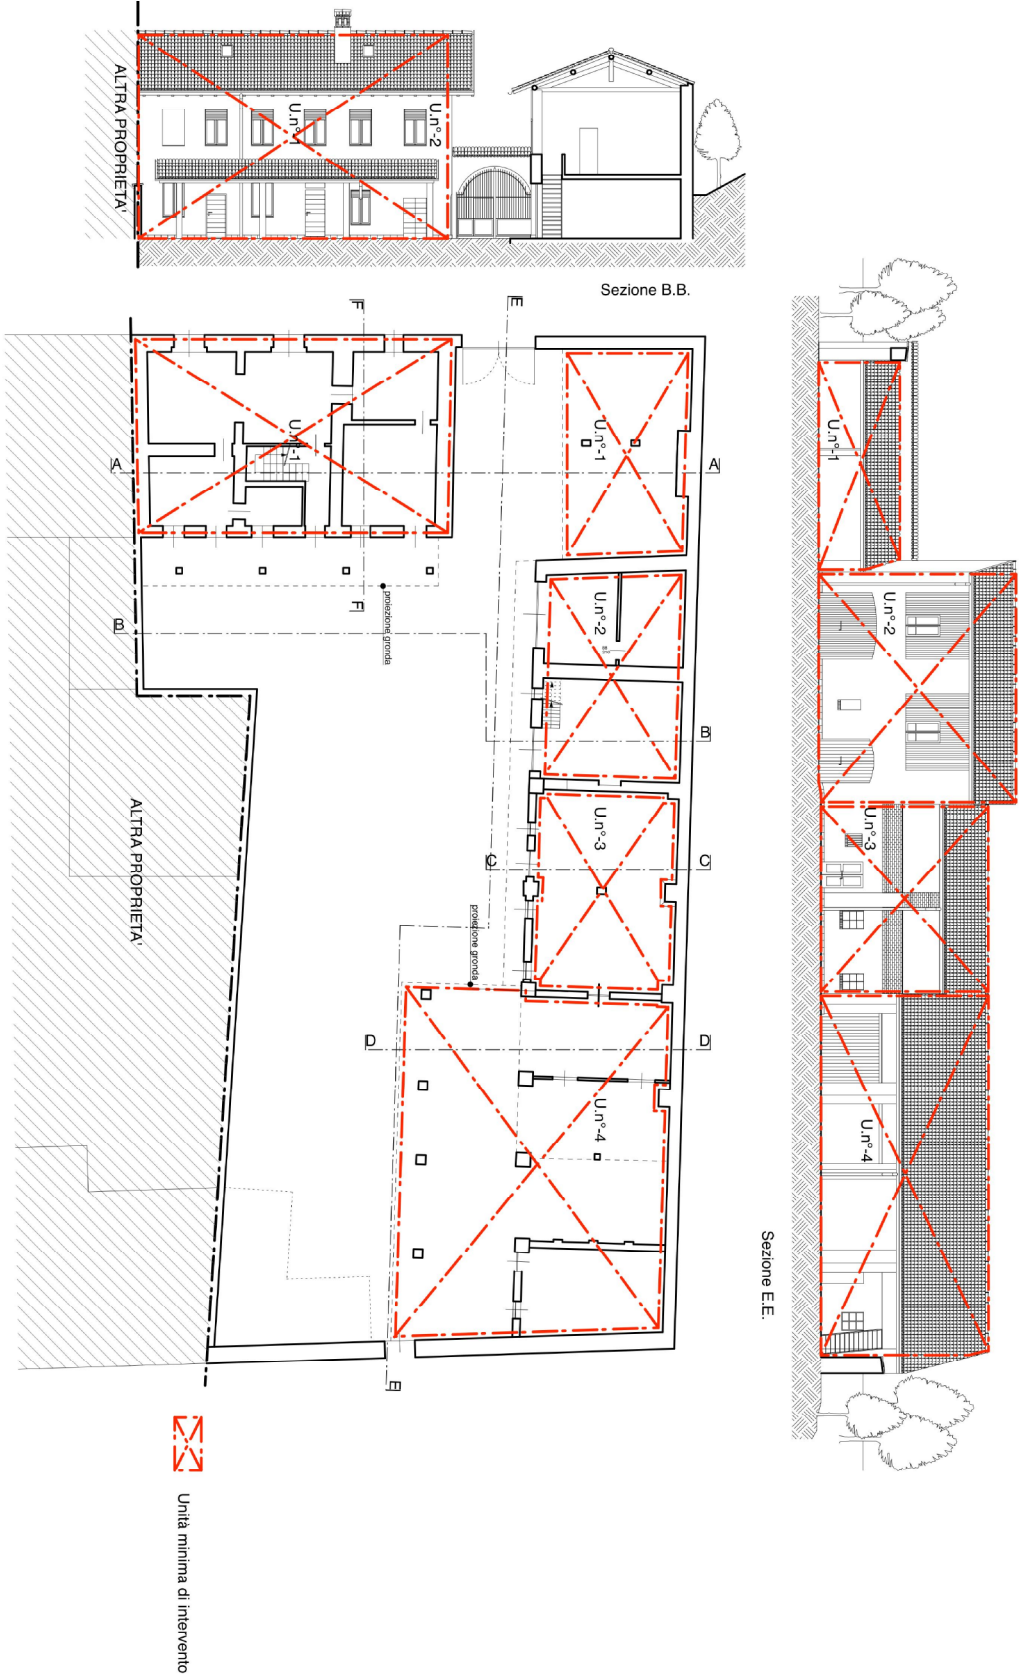 U.n°-1
U.n°-2
ALTRA PROPRIETA'
Sezione B.B.
F
E
U.n°-1
U.n°-1
A
A
U.n°-1
U.n°-2
F
proiezione gronda
B
U.n°-2
B
U.n°-3
U.n°-3
C
C
ALTRA PROPRIETA'
proiezione gronda
D
D
U.n°-4
U.n°-4
Sezione E.E.
E
Unità minima di intervento